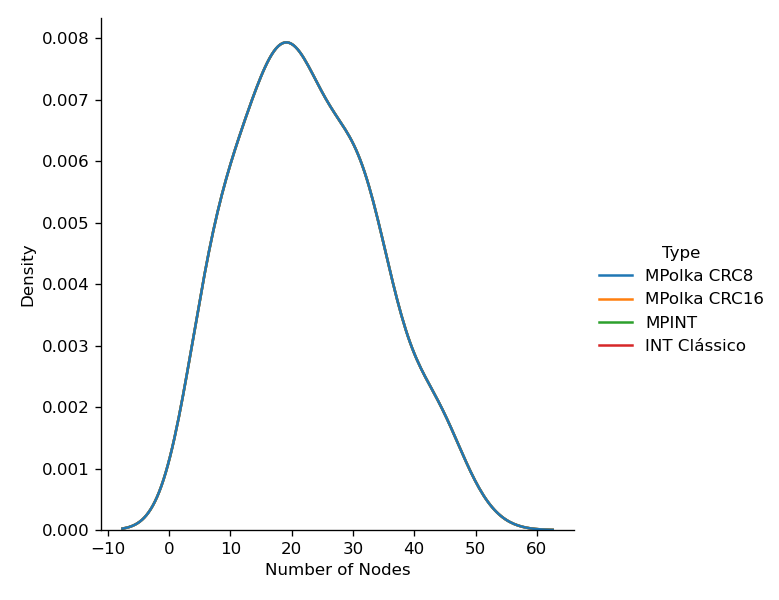 0.008
0.007
0.006
0.005
0.004
0.003
0.002
0.001
0.000
Density
−10 0 10 20 30 40 50 60
Number of Nodes
Type
MPolka CRC8
MPolka CRC16
MPINT
INT Clássico